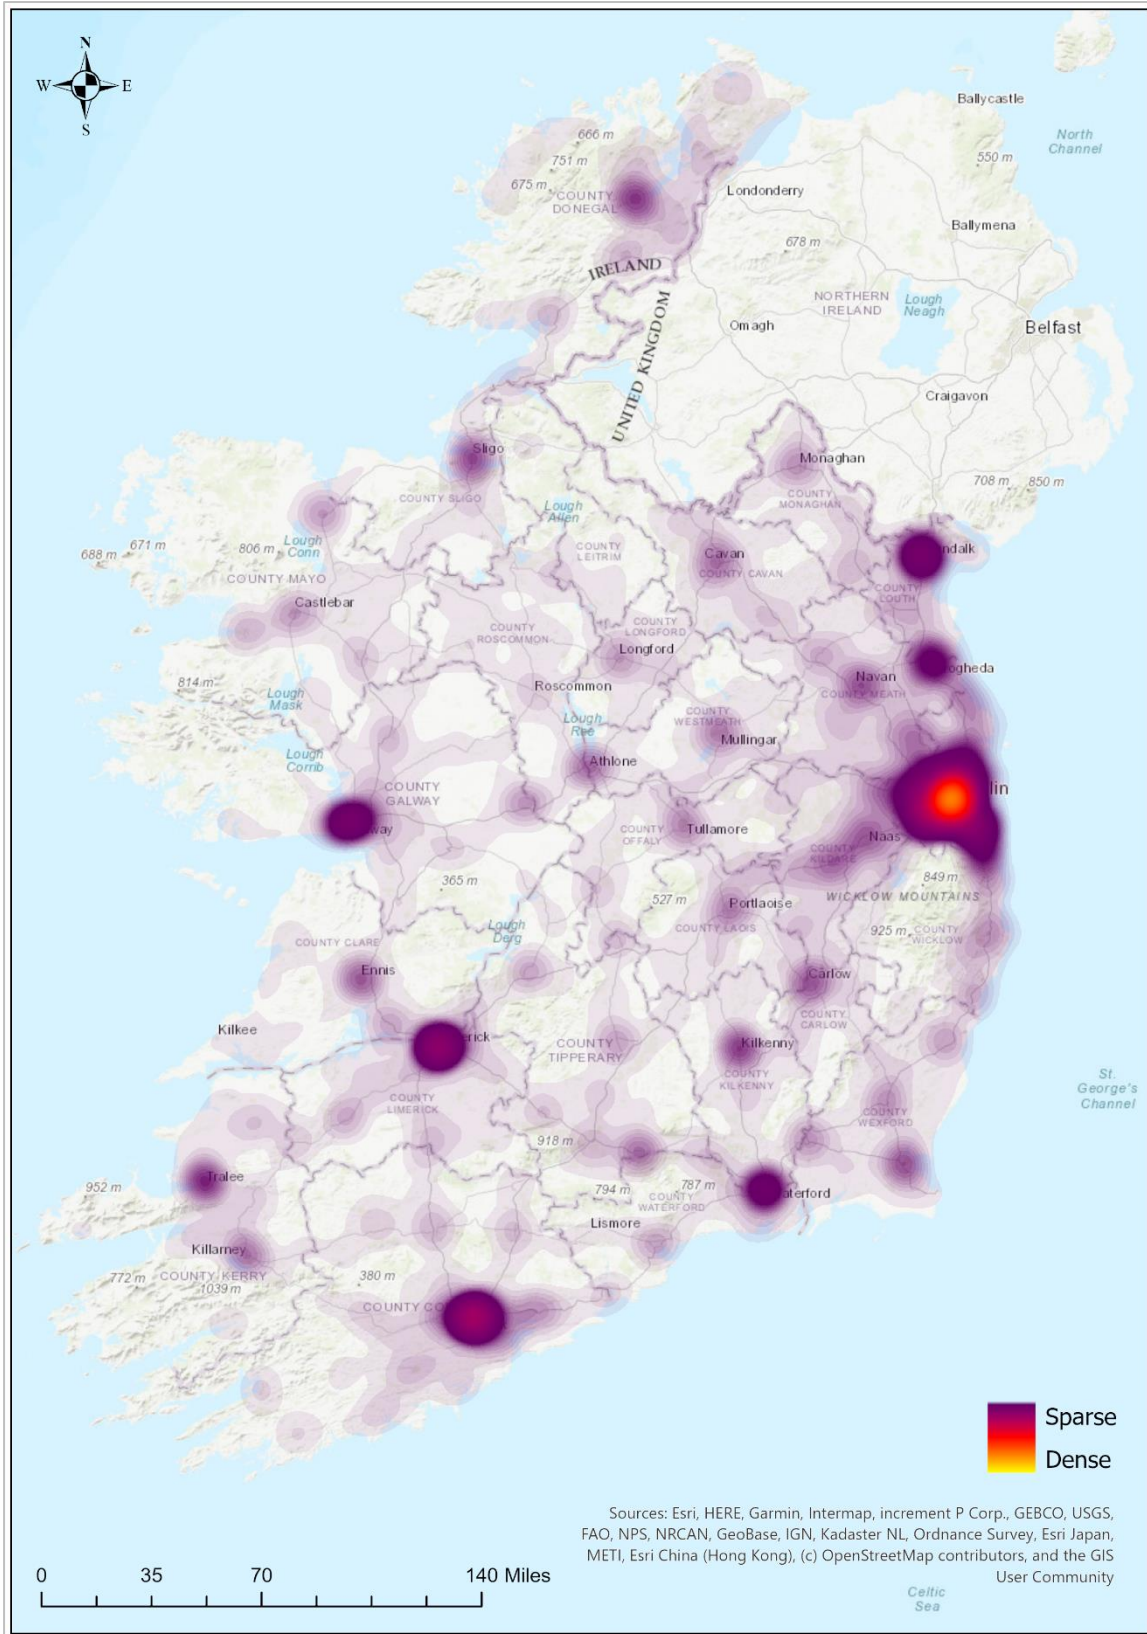 N
W E
S
Ballycastle
North
Channel
666 m
751 m
550 m
675 m
COUNTY
DONEGAL
Londonderry
Ballymena
678 m
IRELAND
UNITED KINGDOM
NORTHERN
IRELAND
Lough
Neagh
Omagh
Belfast
Craigavon
Sligo
Monaghan
COUNTY SLIGO
COUNTY
MONAGHAN
708 m
850 m
Lough
Allen
Lough
Conn
688 m
671 m
806 m
COUNTY MAYO
COUNTY
LEITRIM
Cavan
COUNTY CAVAN
ndalk
COUNTY
LOUTH
Castlebar
COUNTY
ROSCOMMON
COUNTY
LONGFORD
Longford
ogheda
814 m
Lough
Mask
Roscommon
Navan
COUNTY MEATH
Lough
Ree
COUNTY
WESTMEATH
Mullingar
Lough
Corrib
Athlone
COUNTY
GALWAY
lin
way
COUNTY
OFFALY
Tullamore
Naas
COUNTY
KILDARE
365 m
527 m
849 m
WICKLOW MOUNTAINS
Portlaoise
Lough
Derg
COUNTY LAOIS
925 m
COUNTY
WICKLOW
COUNTY CLARE
Ennis
Carlow
Kilkee
erick
COUNTY
CARLOW
COUNTY
TIPPERARY
Kilkenny
COUNTY
KILKENNY
St.
George's
Channel
COUNTY
LIMERICK
COUNTY
WEXFORD
918 m
Tralee
952 m
794 m
787 m
COUNTY
WATERFORD
aterford
Lismore
Killarney
772 m
COUNTY KERRY
1039 m
380 m
COUNTY CO
Sparse
Dense
Sources: Esri, HERE, Garmin, Intermap, increment P Corp., GEBCO, USGS,
FAO, NPS, NRCAN, GeoBase, IGN, Kadaster NL, Ordnance Survey, Esri Japan,
METI, Esri China (Hong Kong), (c) OpenStreetMap contributors, and the GIS
User Community
0 35 70 140 Miles
Celtic
Sea